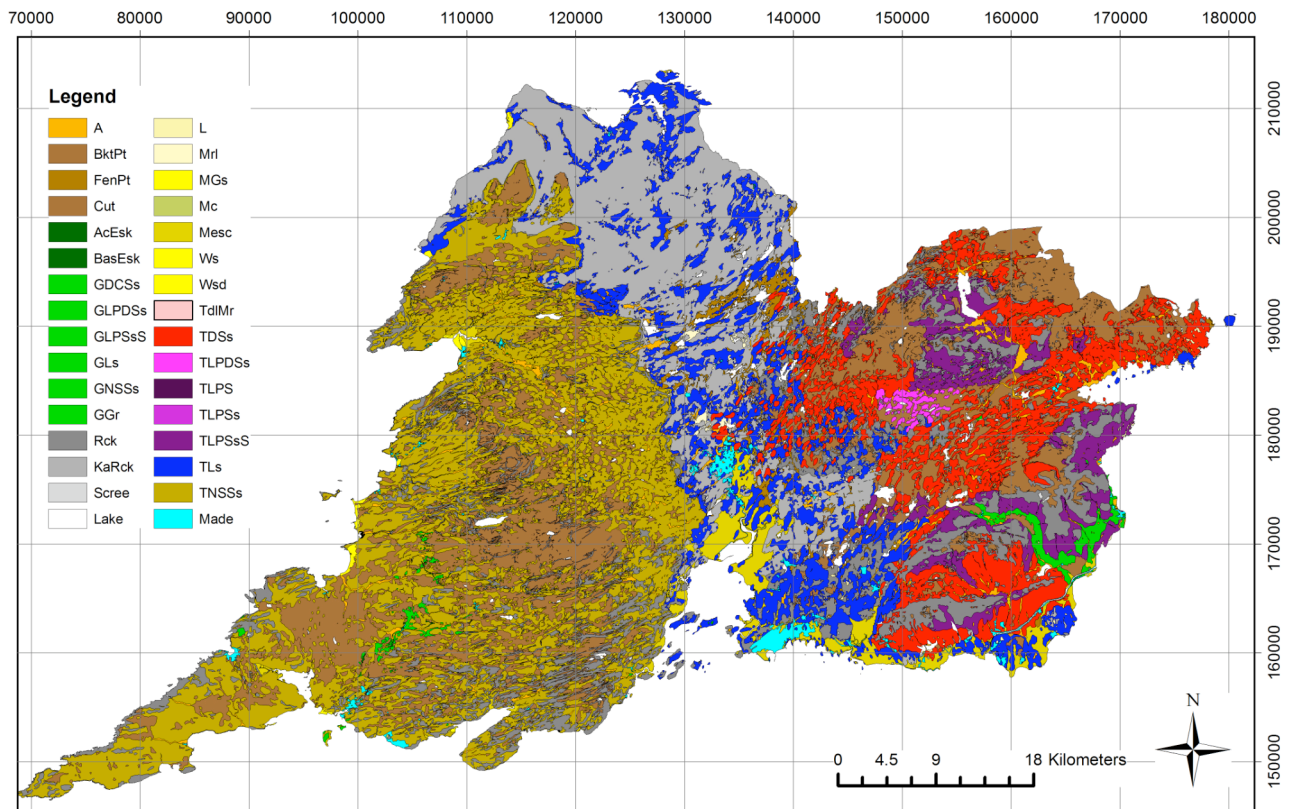 70000 80000 90000 100000 110000 120000 130000 140000 150000 160000 170000 180000
Legend
A L
BktPt Mrl
FenPt MGs
Cut Mc
AcEsk Mesc
BasEsk Ws
GDCSs Wsd
GLPDSs TdlMr
GLPSsS TDSs
GLs TLPDSs
GNSSs TLPS
GGr TLPSs
Rck TLPSsS
KaRck TLs
Scree TNSSs
Lake Made
210000
200000
190000
180000
170000
160000
150000
N
0 4.5 9 18 Kilometers